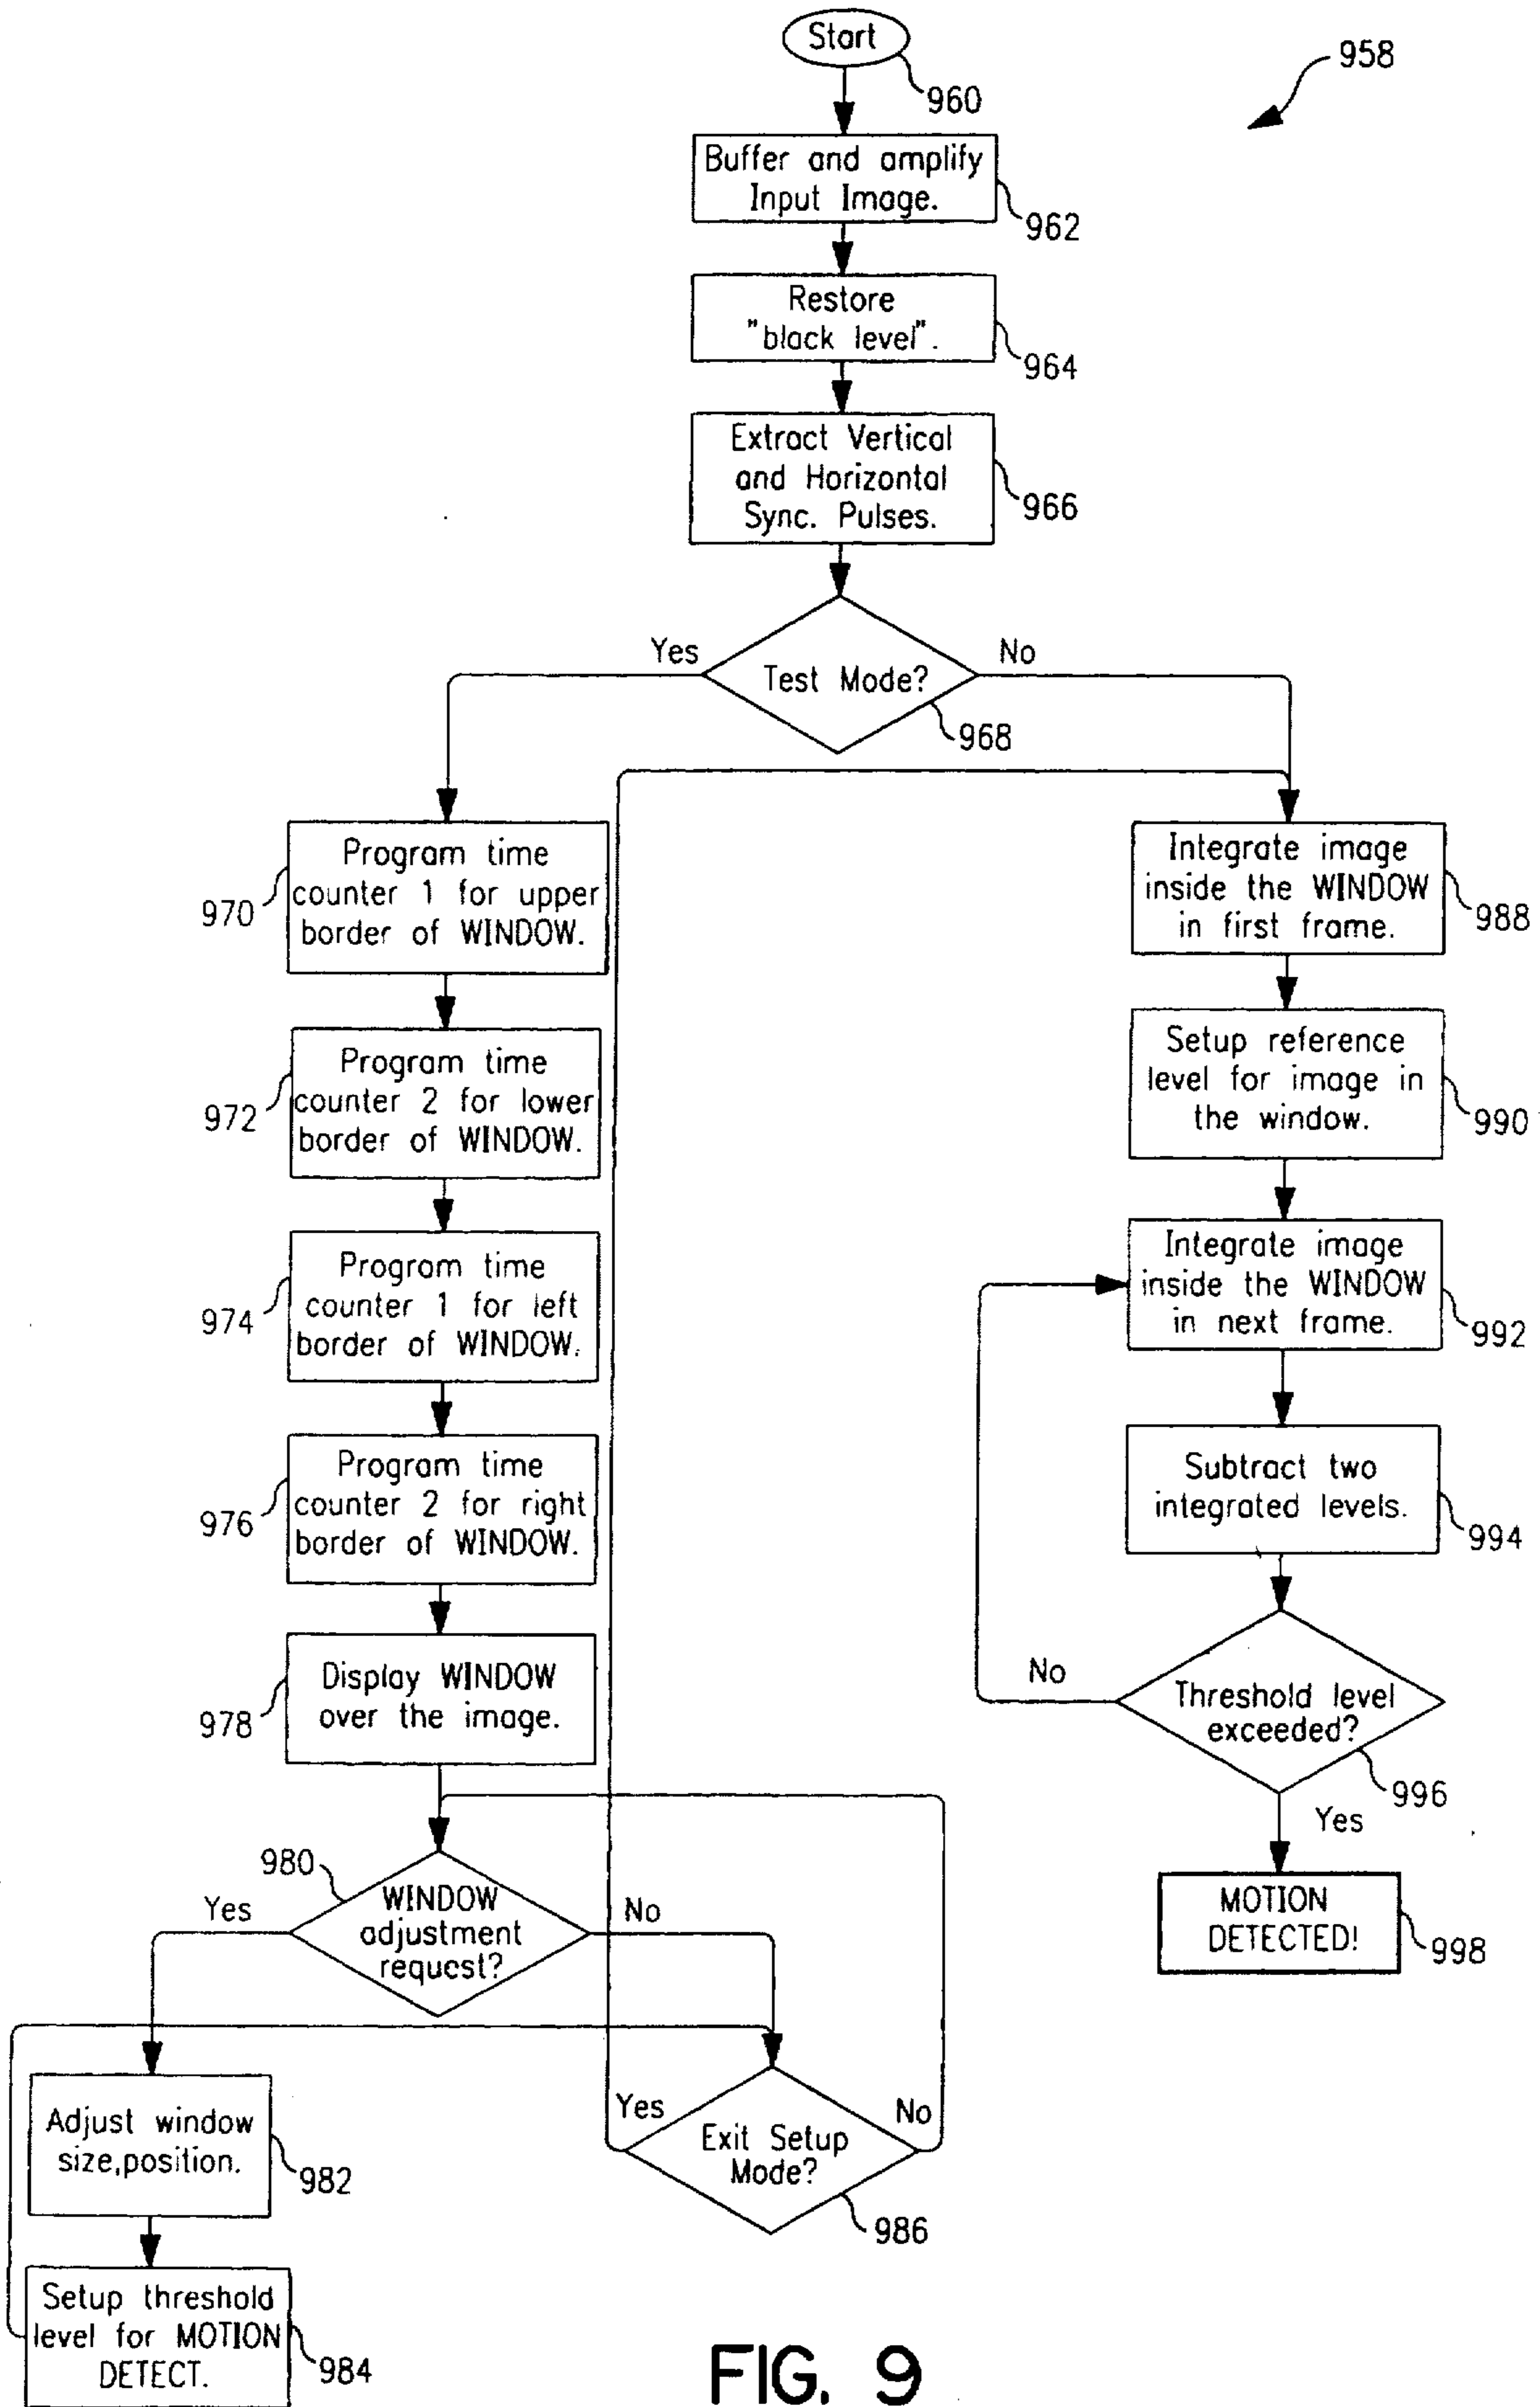 Start
960
958
Buffer and amplify
Input Image.
962
Restore
"black level".
964
Extract Vertical
and Horizontal
Sync. Pulses.
966
Test Mode?
Yes
No
968
Program time
counter 1 for upper
border of WINDOW.
970
Program time
counter 2 for lower
border of WINDOW.
972
Program time
counter 1 for left
border of WINDOW.
974
Program time
counter 2 for right
border of WINDOW.
976
Display WINDOW
over the image.
978
980
WINDOW
adjustment
request?
Yes
No
Adjust window
size,position.
982
Setup threshold
level for MOTION
DETECT.
984
Yes
No
Exit Setup
Mode?
986
Integrate image
inside the WINDOW
in first frame.
988
Setup reference
level for image in
the window.
990
Integrate image
inside the WINDOW
in next frame.
992
Subtract two
integrated levels.
994
No
Threshold level
exceeded?
996
Yes
MOTION
DETECTED!
998
FIG. 9